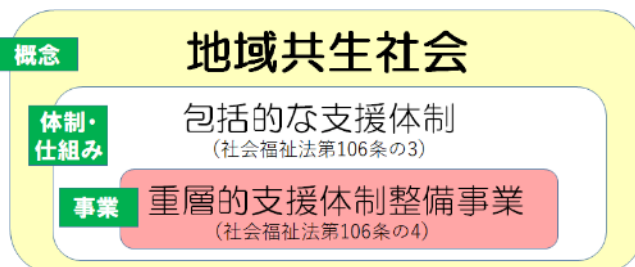 概念
地域共生社会
体制・
仕組み
包括的な支援体制
(社会福祉法第106条の3)
事業
重層的支援体制整備事業
(社会福祉法第106条の4)